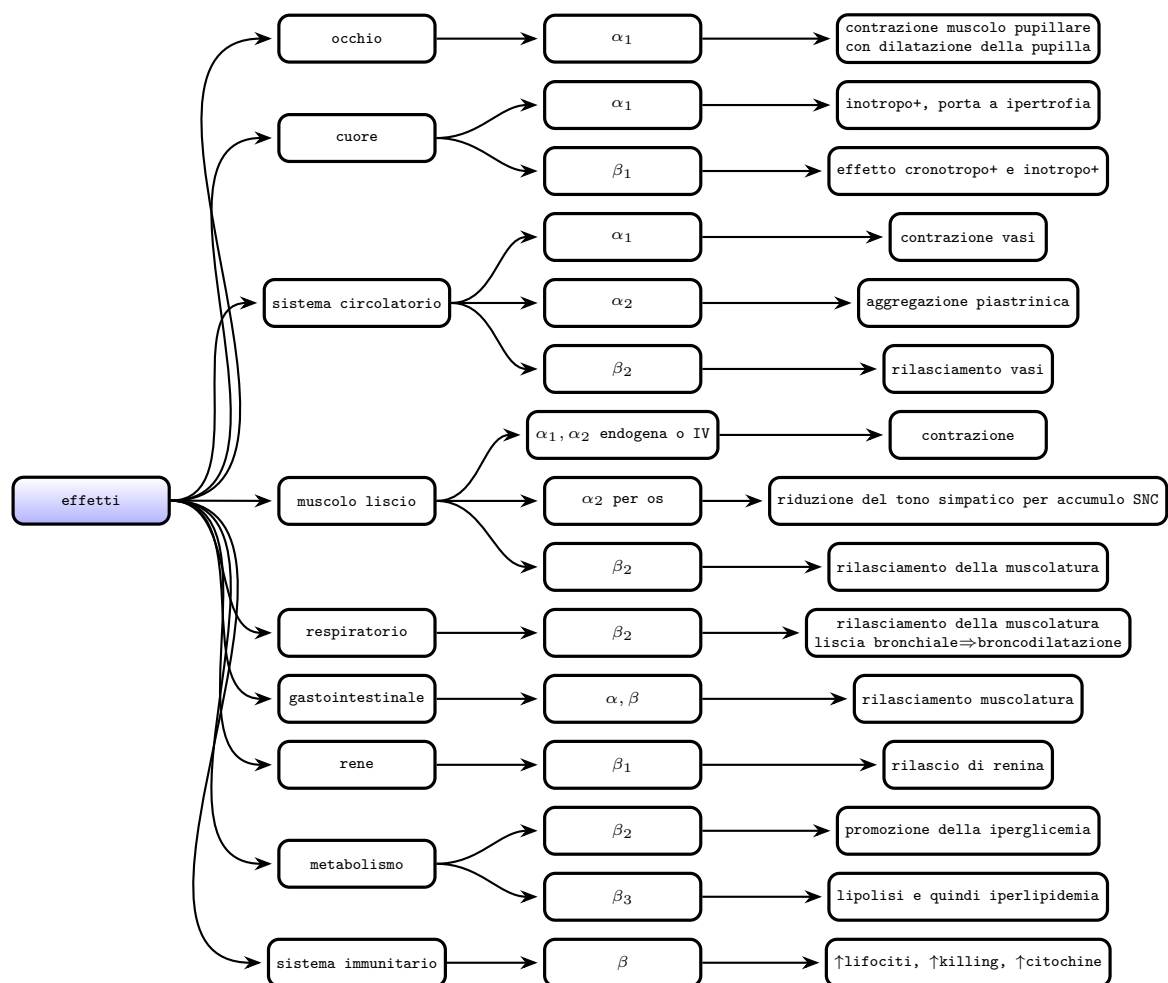 occhio
α₁
contrazione muscolo pupillare
con dilatazione della pupilla
cuore
α₁
inotropo+, porta a ipertrofia
β₁
effetto cronotropo+ e inotropo+
sistema circolatorio
α₁
contrazione vasi
α₂
aggregazione piastrinica
β₂
rilasciamento vasi
effetti
muscolo liscio
α₁, α₂ endogena o IV
contrazione
α₂ per os
riduzione del tono simpatico per accumulo SNC
β₂
rilasciamento della muscolatura
respiratorio
β₂
rilasciamento della muscolatura
liscia bronchiale⇒broncodilatazione
gastointestinale
α, β
rilasciamento muscolatura
rene
β₁
rilascio di renina
metabolismo
β₂
promozione della iperglicemia
β₃
lipolisi e quindi iperlipidemia
sistema immunitario
β
↑lifociti, ↑killing, ↑citochine